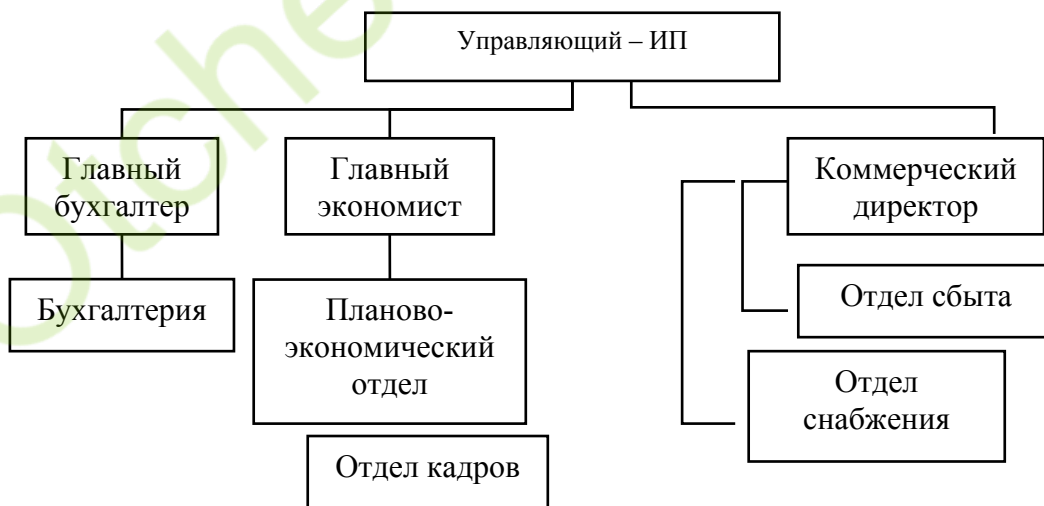 Управляющий – ИП
Главный
бухгалтер
Главный
экономист
Коммерческий
директор
Бухгалтерия
Планово-
экономический
отдел
Отдел сбыта
Отдел
снабжения
Отдел кадров